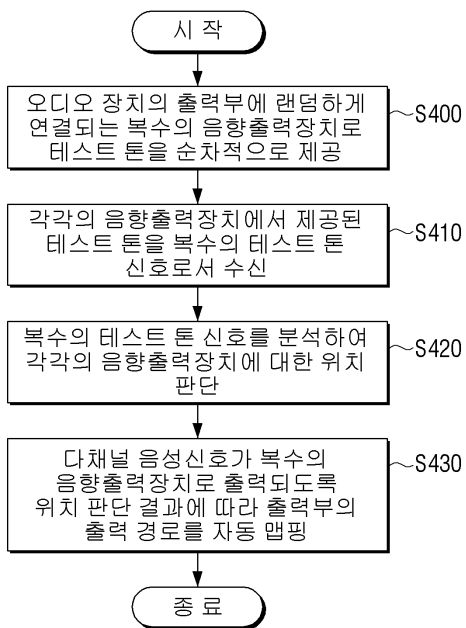 시 작
오디오 장치의 출력부에 랜덤하게
연결되는 복수의 음향출력장치로
테스트 톤을 순차적으로 제공
S400
각각의 음향출력장치에서 제공된
테스트 톤을 복수의 테스트 톤
신호로서 수신
S410
복수의 테스트 톤 신호를 분석하여
각각의 음향출력장치에 대한 위치
판단
S420
다채널 음성신호가 복수의
음향출력장치로 출력되도록
위치 판단 결과에 따라 출력부의
출력 경로를 자동 맵핑
S430
종 료